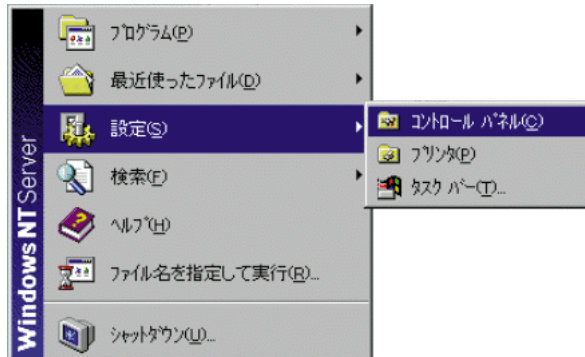 Windows NT Server
ﾌﾟﾛｸﾞﾗﾑ(P)
最近使ったﾌｧｲﾙ(D)
設定(S)
検索(F)
ﾍﾙﾌﾟ(H)
ﾌｧｲﾙ名を指定して実行(R)...
ｼｬｯﾄﾀﾞｳﾝ(U)...
ｺﾝﾄﾛｰﾙ ﾊﾟﾈﾙ(C)
ﾌﾟﾘﾝﾀ(P)
ﾀｽｸ ﾊﾞｰ(T)...